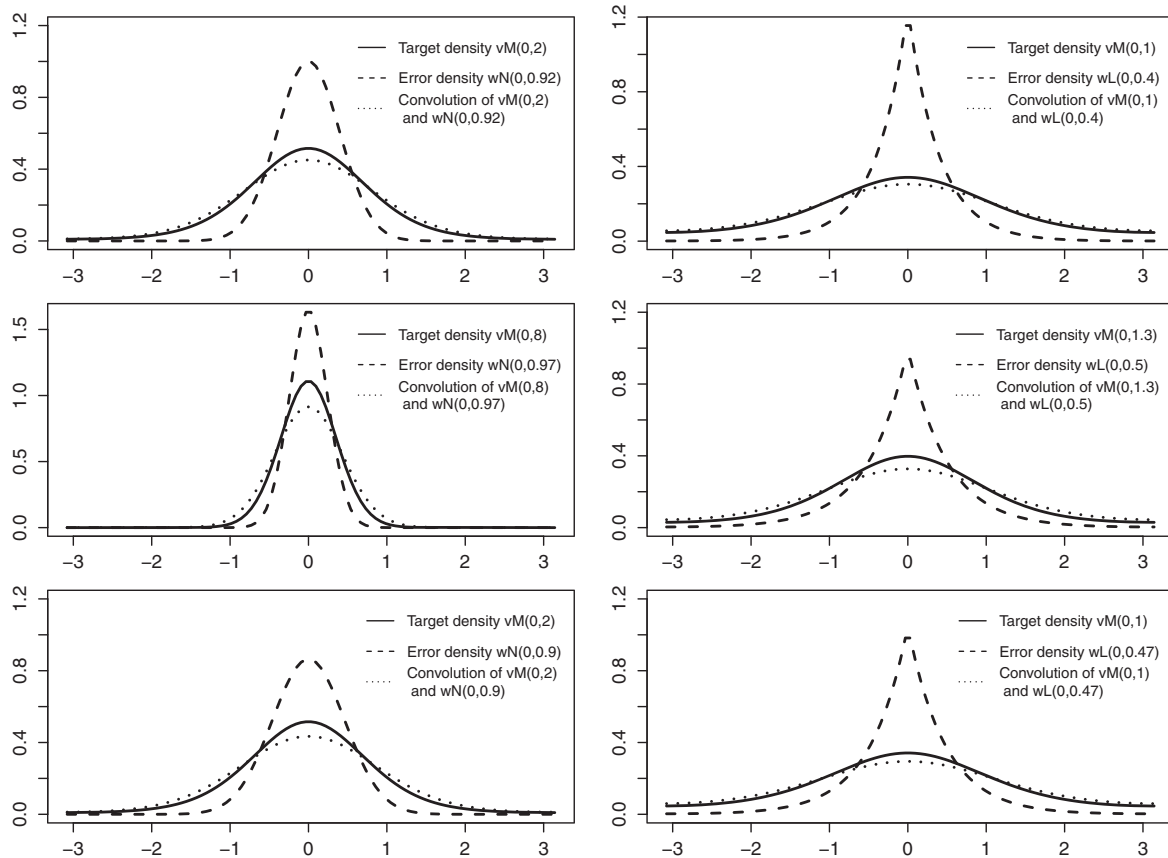 0.0 0.4 0.8 1.2
Target density vM(0,2)
Error density wN(0,0.92)
Convolution of vM(0,2)
and wN(0,0.92)
−3 −2 −1 0 1 2 3
0.0 0.4 0.8 1.2
Target density vM(0,1)
Error density wL(0,0.4)
Convolution of vM(0,1)
and wL(0,0.4)
−3 −2 −1 0 1 2 3
0.0 0.5 1.0 1.5
Target density vM(0,8)
Error density wN(0,0.97)
Convolution of vM(0,8)
and wN(0,0.97)
−3 −2 −1 0 1 2 3
0.0 0.4 0.8 1.2
Target density vM(0,1.3)
Error density wL(0,0.5)
Convolution of vM(0,1.3)
and wL(0,0.5)
−3 −2 −1 0 1 2 3
0.0 0.4 0.8 1.2
Target density vM(0,2)
Error density wN(0,0.9)
Convolution of vM(0,2)
and wN(0,0.9)
−3 −2 −1 0 1 2 3
0.0 0.4 0.8 1.2
Target density vM(0,1)
Error density wL(0,0.47)
Convolution of vM(0,1)
and wL(0,0.47)
−3 −2 −1 0 1 2 3